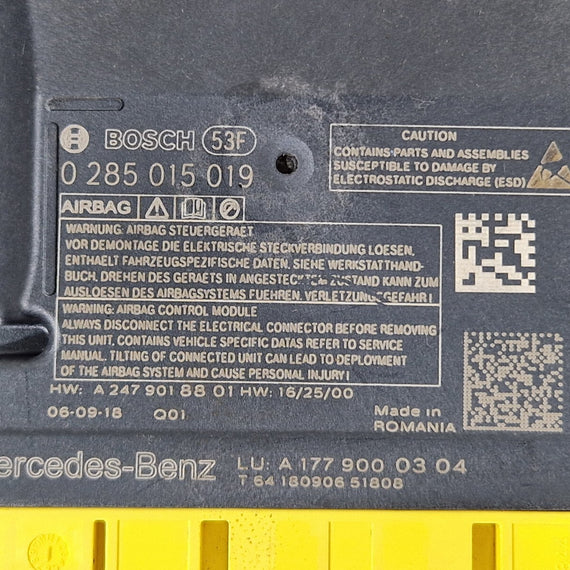 BOSCH 53F
0 285 015 019
AIRBAG
WARNUNG: AIRBAG STEUERGERAET
VOR DEMONTAGE DIE ELEKTRISCHE STECKVERBINDUNG LOESEN.
ENTHAELT FAHRZEUGSPEZIFISCHE DATEN. SIEHE WERKSTATTHAND-
BUCH. DREHEN DES GERAETS IN ANGESTECKTEM ZUSTAND KANN ZUM
AUSLOESEN DES AIRBAGSYSTEMS FUEHREN. VERLETZUNGSGEFAHR!
WARNING: AIRBAG CONTROL MODULE
ALWAYS DISCONNECT THE ELECTRICAL CONNECTOR BEFORE REMOVING
THIS UNIT. CONTAINS VEHICLE SPECIFIC DATAS REFER TO SERVICE
MANUAL. TILTING OF CONNECTED UNIT CAN LEAD TO DEPLOYMENT
OF THE AIRBAG SYSTEM AND CAUSE PERSONAL INJURY!
CAUTION
CONTAINS PARTS AND ASSEMBLIES
SUSCEPTIBLE TO DAMAGE BY
ELECTROSTATIC DISCHARGE (ESD)
HW: A 247 901 88 01 HW: 16/25/00
06-09-18 Q01
Made in
ROMANIA
ercedes-Benz LU: A 177 900 03 04
T 64 180906 51808